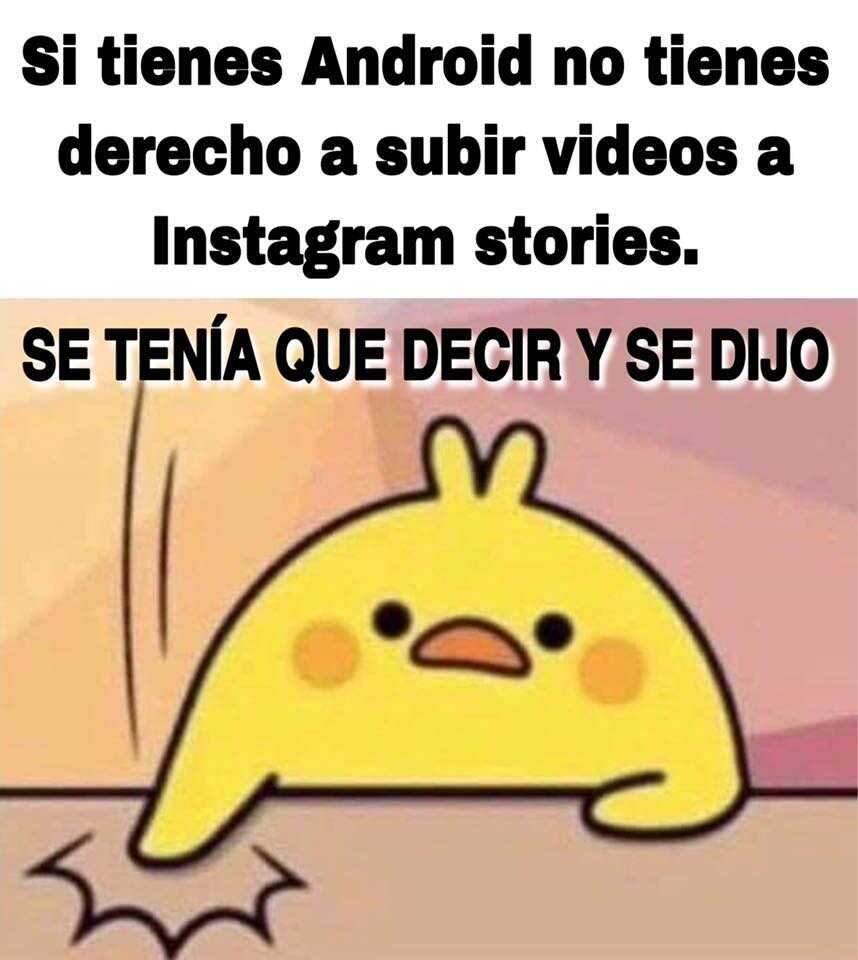 Si tienes Android no tienes
derecho a subir videos a
Instagram stories.
SE TENÍA QUE DECIR Y SE DIJO